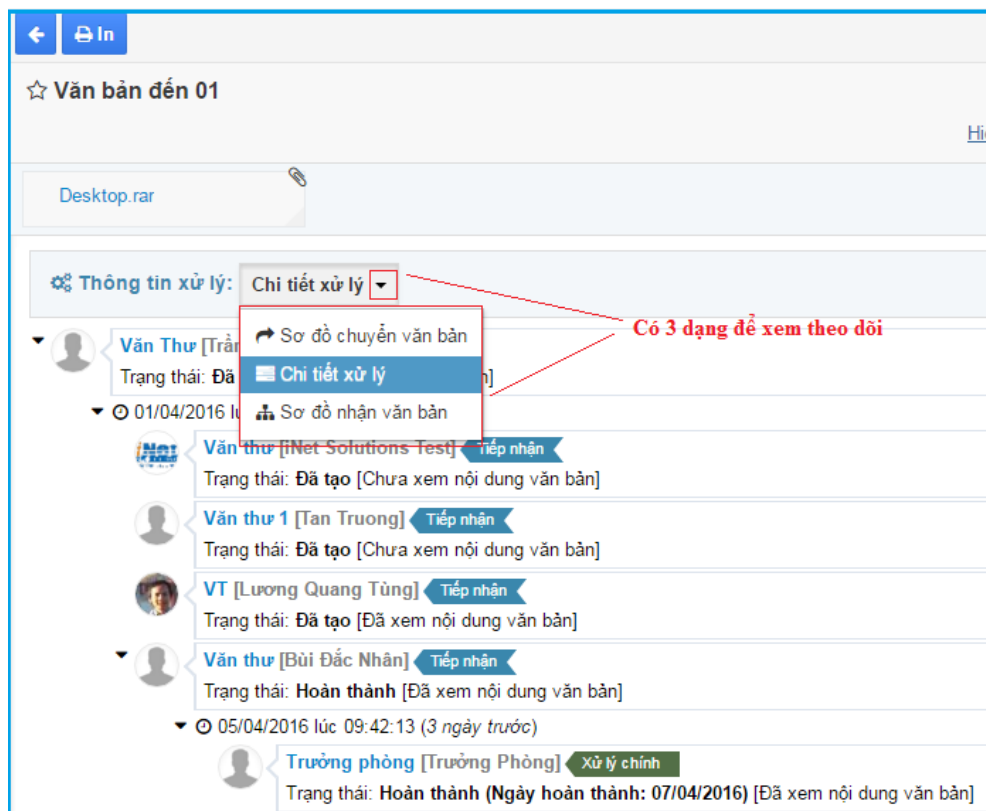 In
Văn bản đến 01
Desktop.rar
Thông tin xử lý: Chi tiết xử lý
Có 3 dạng để xem theo dõi
Sơ đồ chuyển văn bản
Chi tiết xử lý
Sơ đồ nhận văn bản
Văn Thư
Trạng thái: Đã
01/04/2016
Văn thư [iNet Solutions Test] Tiếp nhận
Trạng thái: Đã tạo [Chưa xem nội dung văn bản]
Văn thư 1 [Tan Truong] Tiếp nhận
Trạng thái: Đã tạo [Chưa xem nội dung văn bản]
VT [Lương Quang Tùng] Tiếp nhận
Trạng thái: Đã tạo [Đã xem nội dung văn bản]
Văn thư [Bùi Đắc Nhân] Tiếp nhận
Trạng thái: Hoàn thành [Đã xem nội dung văn bản]
05/04/2016 lúc 09:42:13 (3 ngày trước)
Trưởng phòng [Trưởng Phòng] Xử lý chính
Trạng thái: Hoàn thành (Ngày hoàn thành: 07/04/2016) [Đã xem nội dung văn bản]